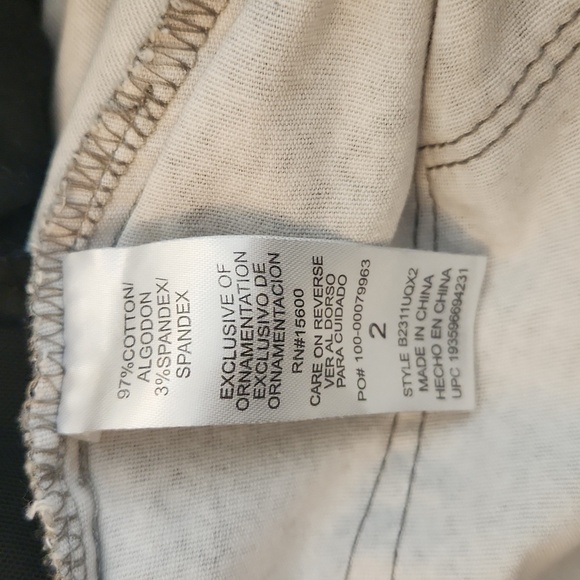 97%COTTON/
ALGODON
3%SPANDEX/
SPANDEX
EXCLUSIVE OF
ORNAMENTATION
EXCLUSIVO DE
ORNAMENTACION
RN#15600
CARE ON REVERSE
VER AL DORSO
PARA CUIDADO
PO# 100-00079963
2
STYLE B2311UQX2
MADE IN CHINA
HECHO EN CHINA
UPC 193596694231